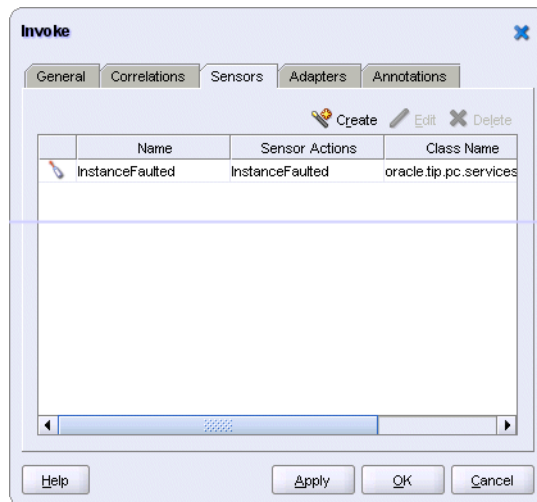 Invoke
General Correlations Sensors Adapters Annotations
Create Edit Delete
Name Sensor Actions Class Name
InstanceFaulted InstanceFaulted oracle.tip.pc.services
Help Apply OK Cancel